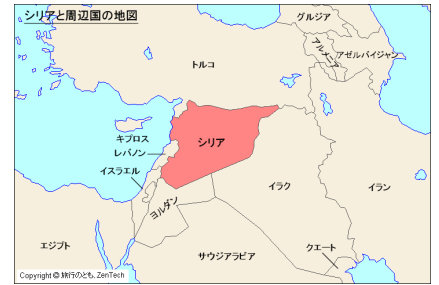 シリアと周辺国の地図
グルジア
アルメニア
アゼルバイジャン
トルコ
キプロス
レバノン
シリア
イスラエル
イラク
イラン
ヨルダン
エジプト
サウジアラビア
クエート
Copyright © 旅行のとも、ZenTech